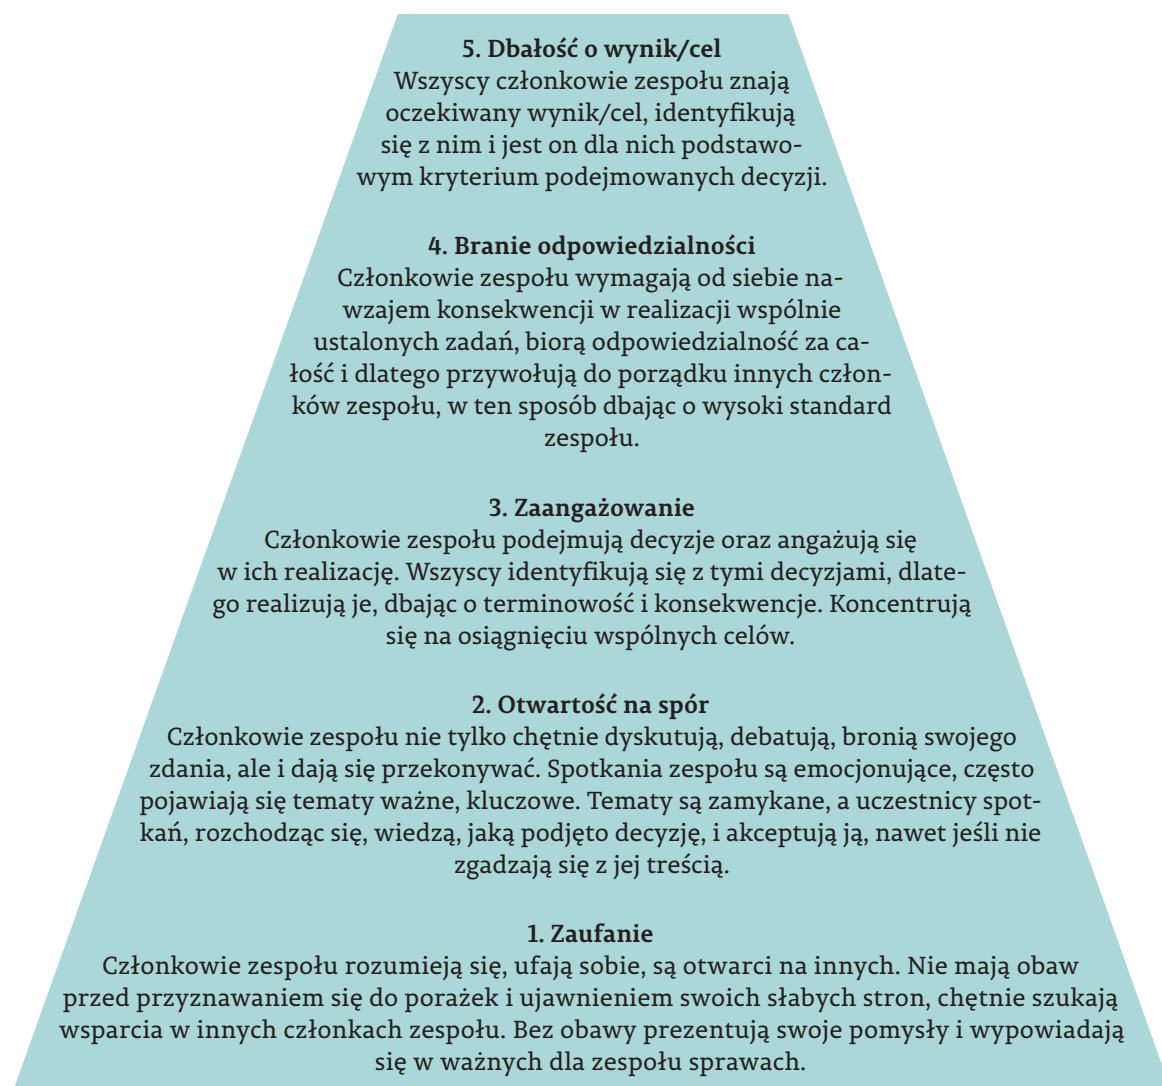 5. Dbałość o wynik/cel
Wszyscy członkowie zespołu znają
oczekiwany wynik/cel, identyfikują
się z nim i jest on dla nich podstawo-
wym kryterium podejmowanych decyzji.
4. Branie odpowiedzialności
Członkowie zespołu wymagają od siebie na-
wzajem konsekwencji w realizacji wspólnie
ustalonych zadań, biorą odpowiedzialność za ca-
łość i dlatego przywołują do porządku innych człon-
ków zespołu, w ten sposób dbając o wysoki standard
zespołu.
3. Zaangażowanie
Członkowie zespołu podejmują decyzje oraz angażują się
w ich realizację. Wszyscy identyfikują się z tymi decyzjami, dlate-
go realizują je, dbając o terminowość i konsekwencje. Koncentrują
się na osiągnięciu wspólnych celów.
2. Otwartość na spór
Członkowie zespołu nie tylko chętnie dyskutują, debatują, bronią swojego
zdania, ale i dają się przekonywać. Spotkania zespołu są emocjonujące, często
pojawiają się tematy ważne, kluczowe. Tematy są zamykane, a uczestnicy spot-
kań, rozchodząc się, wiedzą, jaką podjęto decyzję, i akceptują ją, nawet jeśli nie
zgadzają się z jej treścią.
1. Zaufanie
Członkowie zespołu rozumieją się, ufają sobie, są otwarci na innych. Nie mają obaw
przed przyznawaniem się do porażek i ujawnieniem swoich słabych stron, chętnie szukają
wsparcia w innych członkach zespołu. Bez obawy prezentują swoje pomysły i wypowiadają
się w ważnych dla zespołu sprawach.